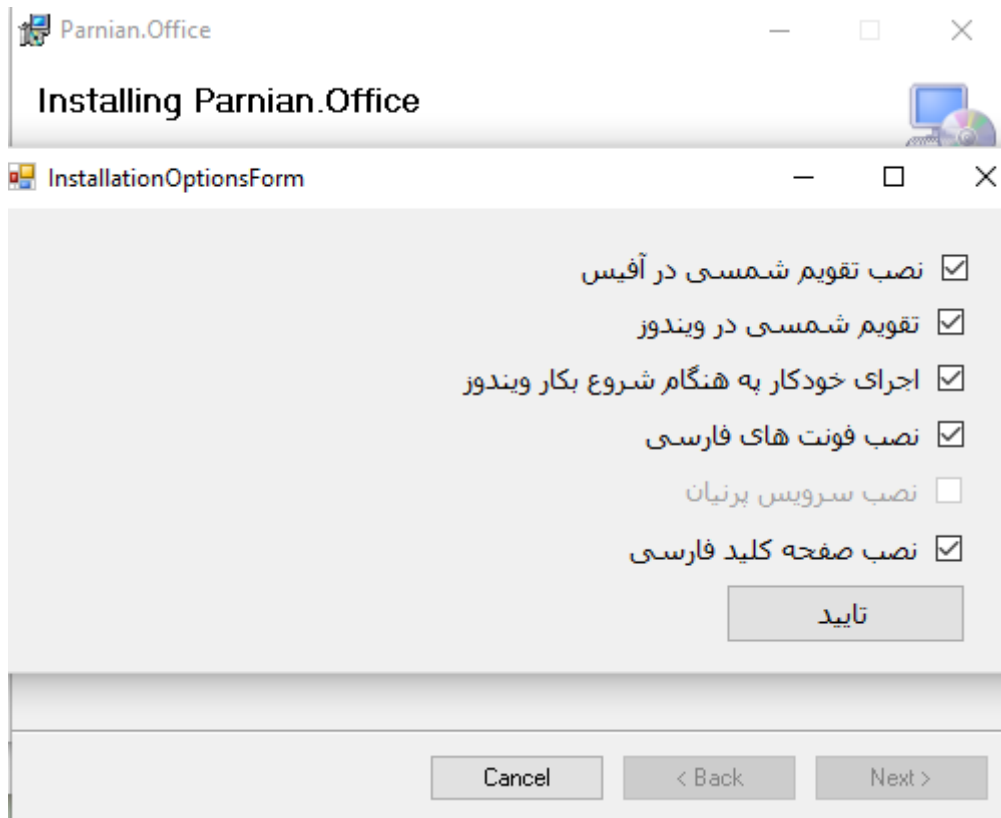 Parnian.Office
Installing Parnian.Office
InstallationOptionsForm
نصب تقویم شمسی در آفیس
تقویم شمسی در ویندوز
اجرای خودکار به هنگام شروع بکار ویندوز
نصب فونت های فارسی
نصب سرویس پرنیان
نصب صفحه کلید فارسی
تایید
Cancel
< Back
Next >